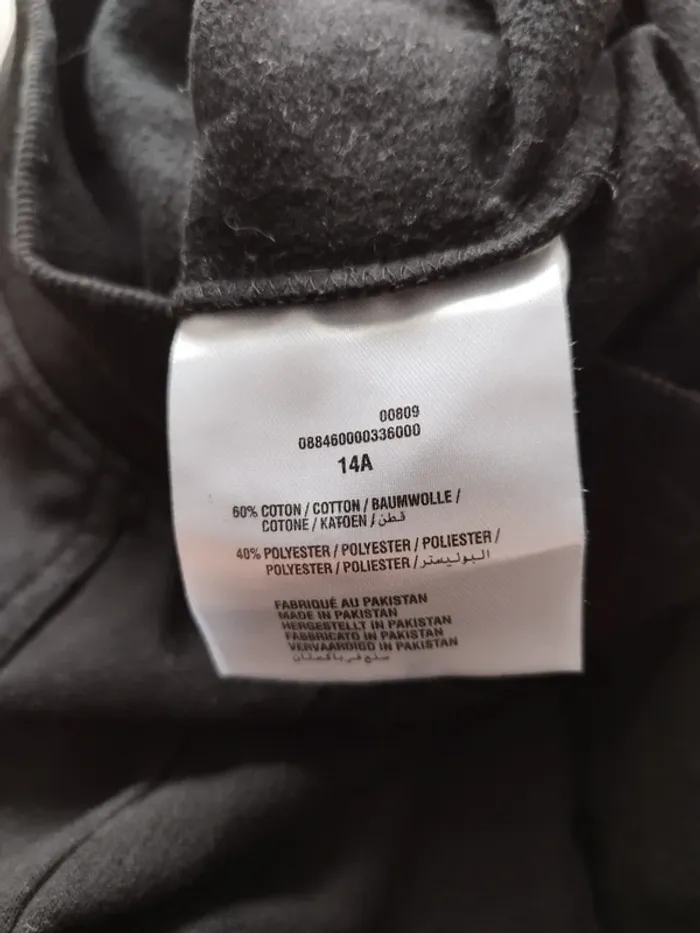 00809
088460000336000
14A
60% COTON / COTTON / BAUMWOLLE /
COTONE / KATOEN / قطن
40% POLYESTER / POLYESTER / POLIESTER /
POLYESTER / POLIESTER / البوليستر
FABRIQUÉ AU PAKISTAN
MADE IN PAKISTAN
HERGESTELLT IN PAKISTAN
FABBRICATO IN PAKISTAN
VERVAARDIGD IN PAKISTAN
صنع في باكستان